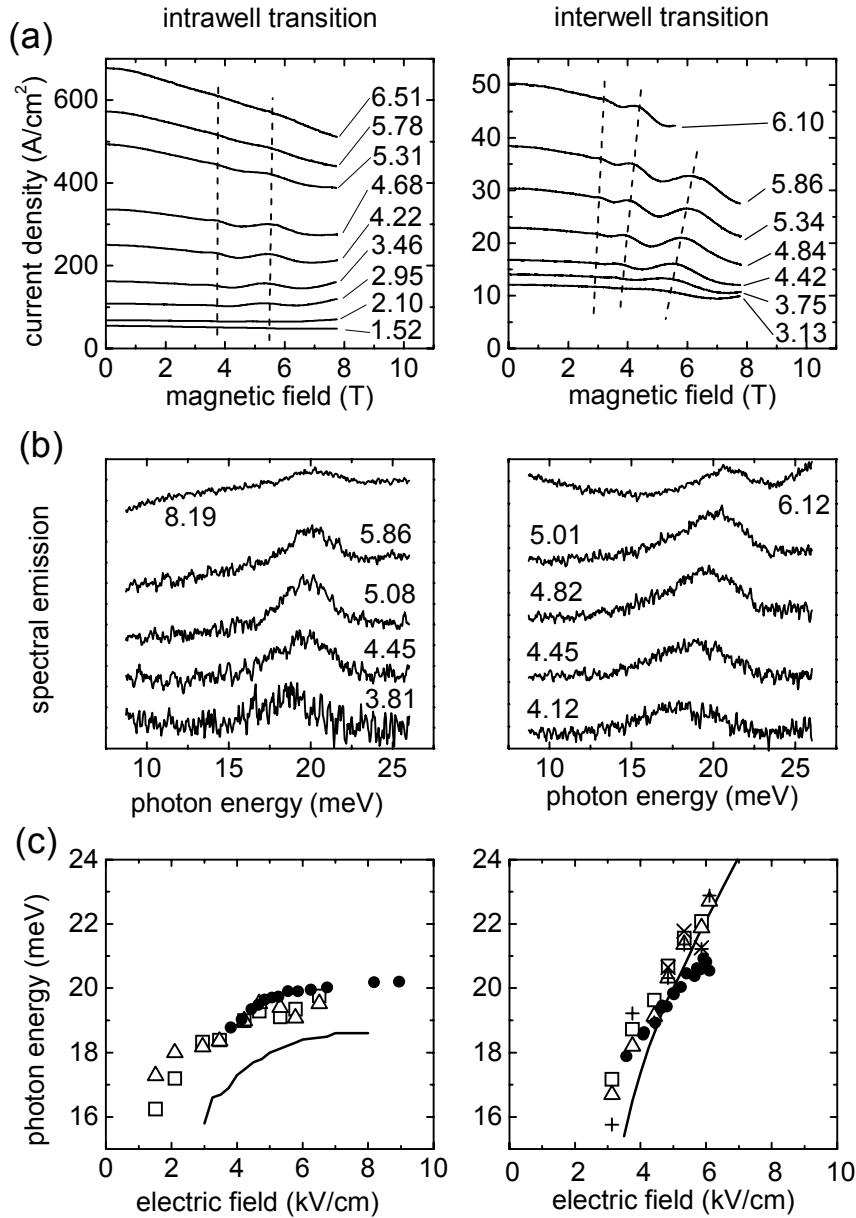 intrawell transition
interwell transition
(a)
current density (A/cm²)
600
400
200
0
6.51
5.78
5.31
4.68
4.22
3.46
2.95
2.10
1.52
0 2 4 6 8 10
magnetic field (T)
50
40
30
20
10
0
6.10
5.86
5.34
4.84
4.42
3.75
3.13
0 2 4 6 8 10
magnetic field (T)
(b)
spectral emission
8.19
5.86
5.08
4.45
3.81
10 15 20 25
photon energy (meV)
6.12
5.01
4.82
4.45
4.12
10 15 20 25
photon energy (meV)
(c)
photon energy (meV)
24
22
20
18
16
0 2 4 6 8 10
electric field (kV/cm)
24
22
20
18
16
0 2 4 6 8 10
electric field (kV/cm)